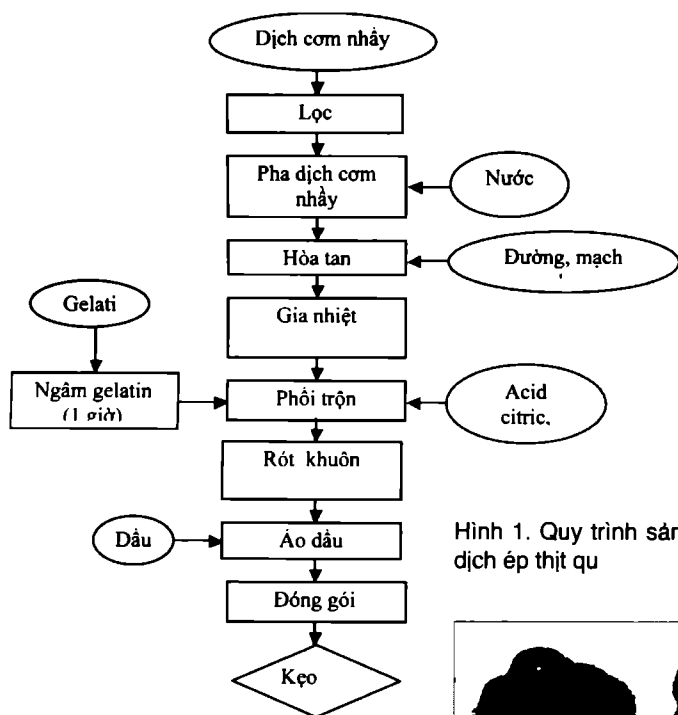 Dịch cơm nhầy
Lọc
Pha dịch cơm
nhầy
Nước
Hòa tan
Đường, mạch
Gelati
Gia nhiệt
Ngâm gelatin
(1 giờ)
Phối trộn
Acid
citric,
Rót khuôn
Dầu
Áo dầu
Hình 1. Quy trình sản
dịch ép thịt qu
Đóng gói
Kẹo